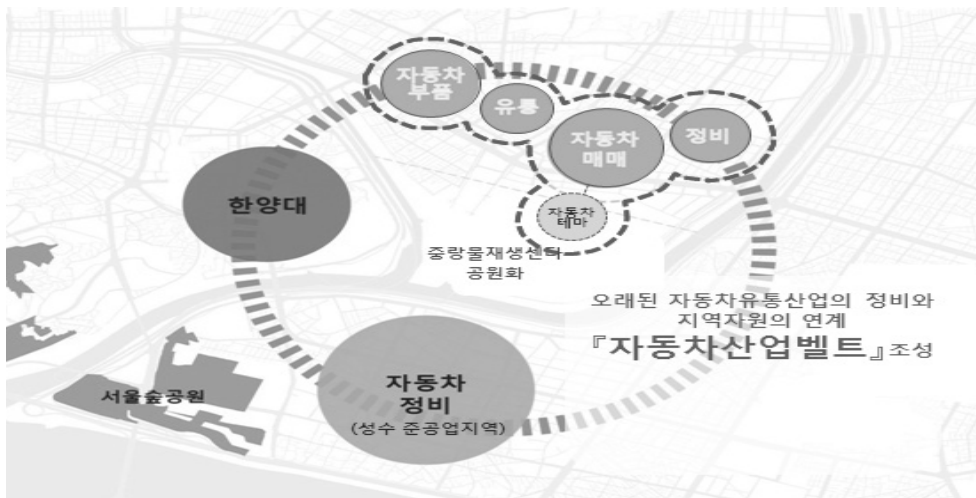 자동차
부품
유통
자동차
매매
정비
자동차
테마
한양대
중랑물재생센터
공원화
오래된 자동차유통산업의 정비와
지역자원의 연계
『자동차산업벨트』조성
서울숲공원
자동차
정비
(성수 준공업지역)